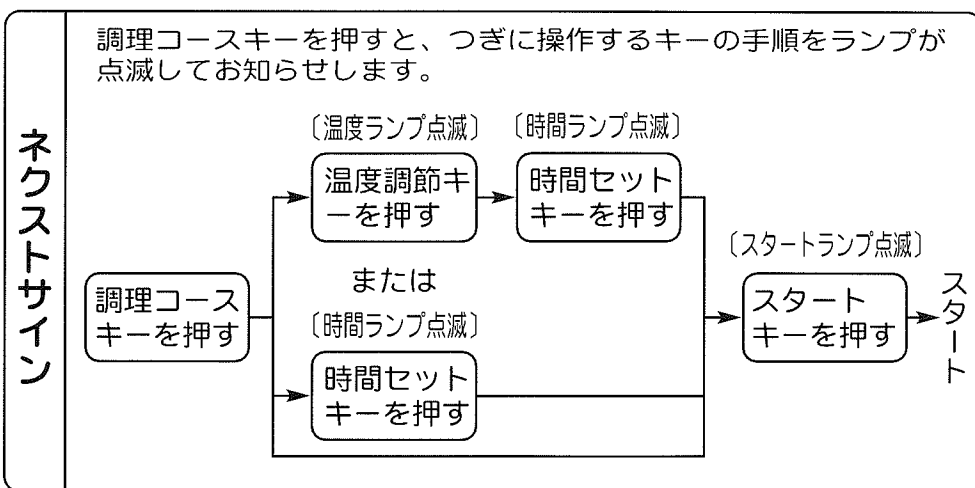 ネクストサイン
調理コースキーを押すと、つぎに操作するキーの手順をランプが
点滅してお知らせします。
〔温度ランプ点滅〕
温度調節キ
ーを押す
〔時間ランプ点滅〕
時間セット
キーを押す
または
調理コース
キーを押す
〔時間ランプ点滅〕
時間セット
キーを押す
〔スタートランプ点滅〕
スタート
キーを押す
スタート